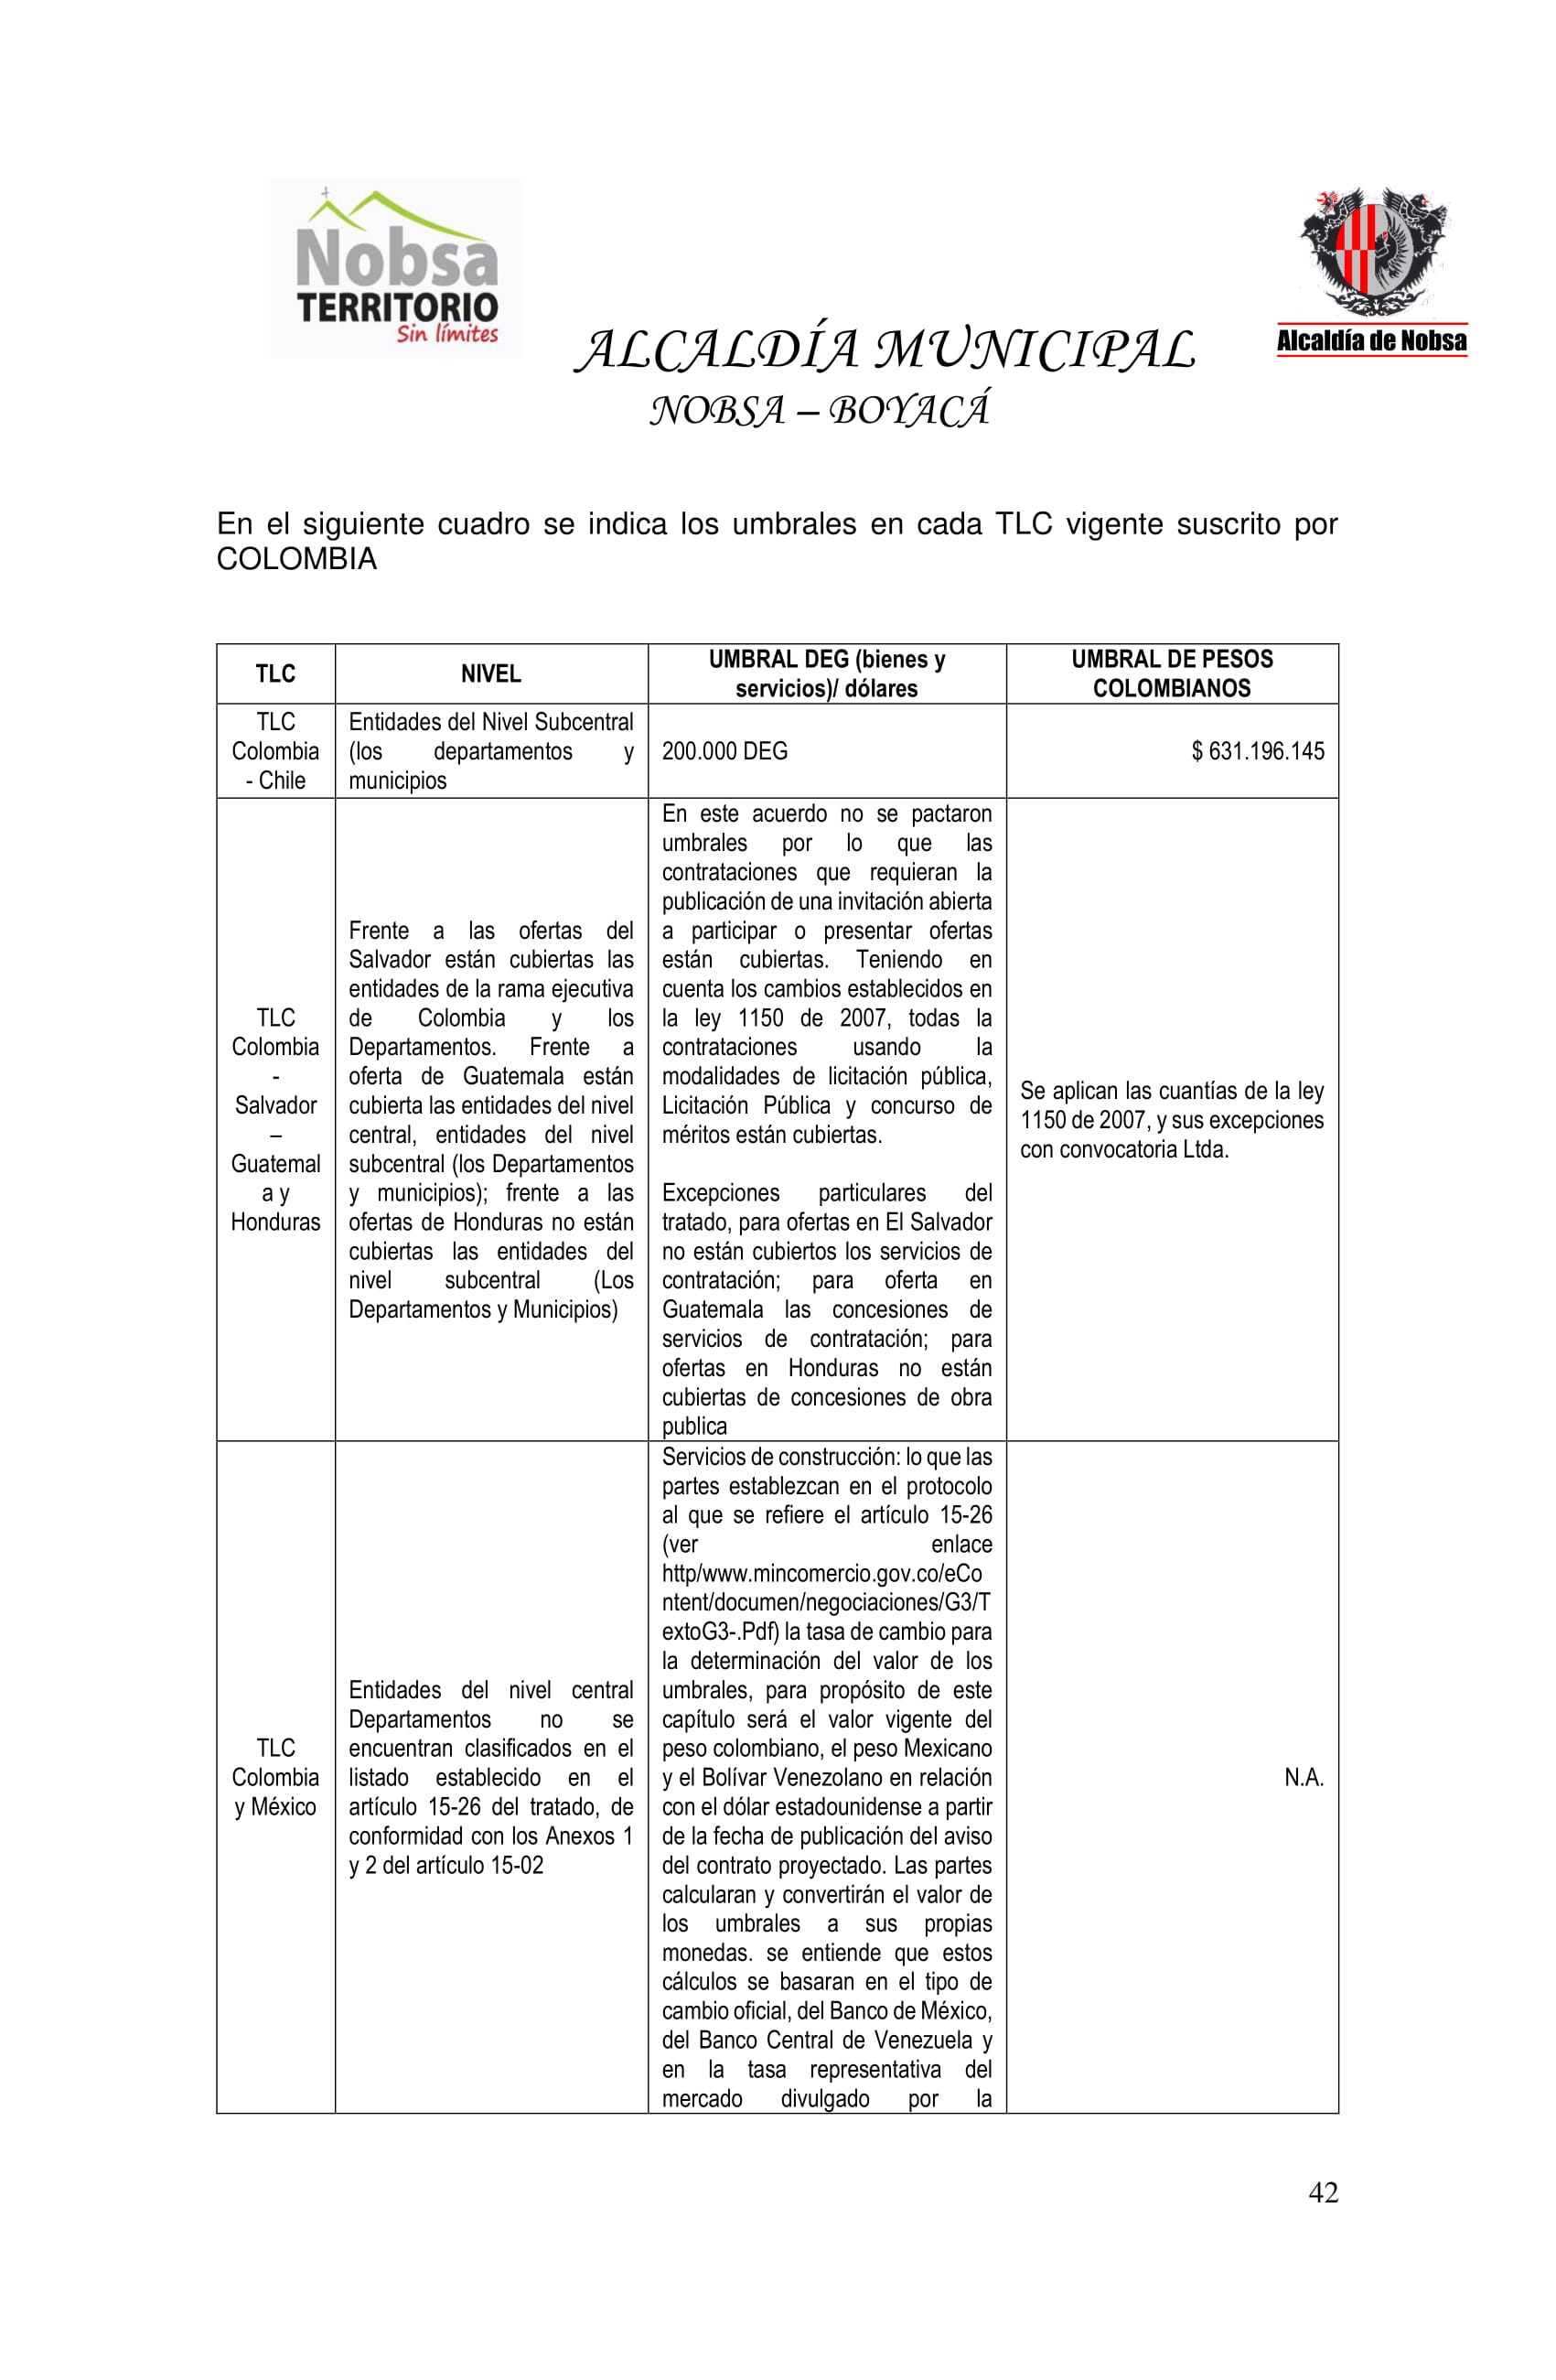 Nobsa
TERRITORIO
Sin límites
Alcaldía de Nobsa
ALCALDÍA MUNICIPAL
NOBSA – BOYACÁ
En el siguiente cuadro se indica los umbrales en cada TLC vigente suscrito por
COLOMBIA
TLC
NIVEL
UMBRAL DEG (bienes y
servicios)/ dólares
UMBRAL DE PESOS
COLOMBIANOS
TLC
Colombia
- Chile
Entidades del Nivel Subcentral
(los departamentos y
municipios
200.000 DEG
$ 631.196.145
TLC
Colombia
-
Salvador
–
Guatemal
a y
Honduras
Frente a las ofertas del
Salvador están cubiertas las
entidades de la rama ejecutiva
de Colombia y los
Departamentos. Frente a
oferta de Guatemala están
cubierta las entidades del nivel
central, entidades del nivel
subcentral (los Departamentos
y municipios); frente a las
ofertas de Honduras no están
cubiertas las entidades del
nivel subcentral (Los
Departamentos y Municipios)
En este acuerdo no se pactaron
umbrales por lo que las
contrataciones que requieran la
publicación de una invitación abierta
a participar o presentar ofertas
están cubiertas. Teniendo en
cuenta los cambios establecidos en
la ley 1150 de 2007, todas la
contrataciones usando la
modalidades de licitación pública,
Licitación Pública y concurso de
méritos están cubiertas.
Excepciones particulares del
tratado, para ofertas en El Salvador
no están cubiertos los servicios de
contratación; para oferta en
Guatemala las concesiones de
servicios de contratación; para
ofertas en Honduras no están
cubiertas de concesiones de obra
publica
Se aplican las cuantías de la ley
1150 de 2007, y sus excepciones
con convocatoria Ltda.
TLC
Colombia
y México
Entidades del nivel central
Departamentos no se
encuentran clasificados en el
listado establecido en el
artículo 15-26 del tratado, de
conformidad con los Anexos 1
y 2 del artículo 15-02
Servicios de construcción: lo que las
partes establezcan en el protocolo
al que se refiere el artículo 15-26
(ver enlace
http/www.mincomercio.gov.co/eCo
ntent/documen/negociaciones/G3/T
extoG3-.Pdf) la tasa de cambio para
la determinación del valor de los
umbrales, para propósito de este
capítulo será el valor vigente del
peso colombiano, el peso Mexicano
y el Bolívar Venezolano en relación
con el dólar estadounidense a partir
de la fecha de publicación del aviso
del contrato proyectado. Las partes
calcularan y convertirán el valor de
los umbrales a sus propias
monedas. se entiende que estos
cálculos se basaran en el tipo de
cambio oficial, del Banco de México,
del Banco Central de Venezuela y
en la tasa representativa del
mercado divulgado por la
N.A.
42